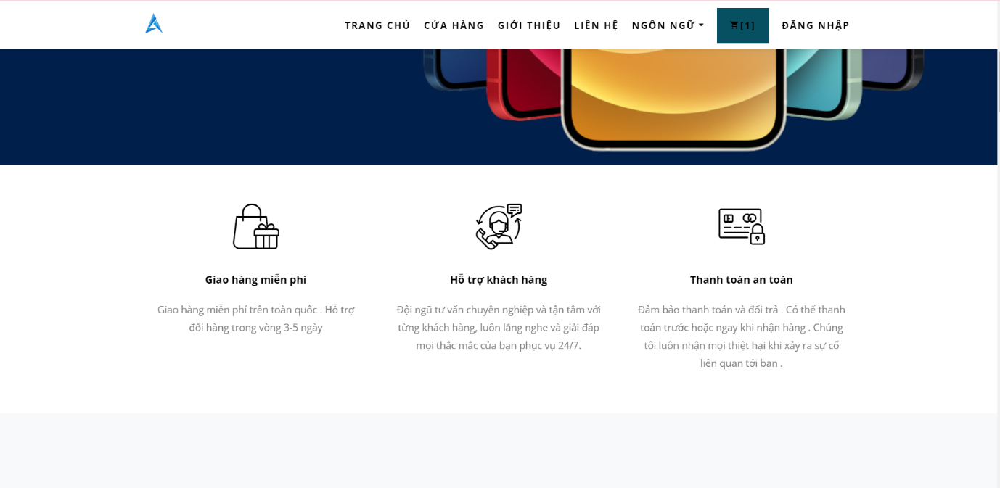 TRANG CHỦ CỬA HÀNG GIỚI THIỆU LIÊN HỆ NGÔN NGỮ [1] ĐĂNG NHẬP
Giao hàng miễn phí
Giao hàng miễn phí trên toàn quốc . Hỗ trợ
đổi hàng trong vòng 3-5 ngày
Hỗ trợ khách hàng
Đội ngũ tư vấn chuyên nghiệp và tận tâm với
từng khách hàng, luôn lắng nghe và giải đáp
mọi thắc mắc của bạn phục vụ 24/7.
Thanh toán an toàn
Đảm bảo thanh toán và đổi trả . Có thể thanh
toán trước hoặc ngay khi nhận hàng . Chúng
tôi luôn nhận mọi thiệt hại khi xảy ra sự cố
liên quan tới bạn .